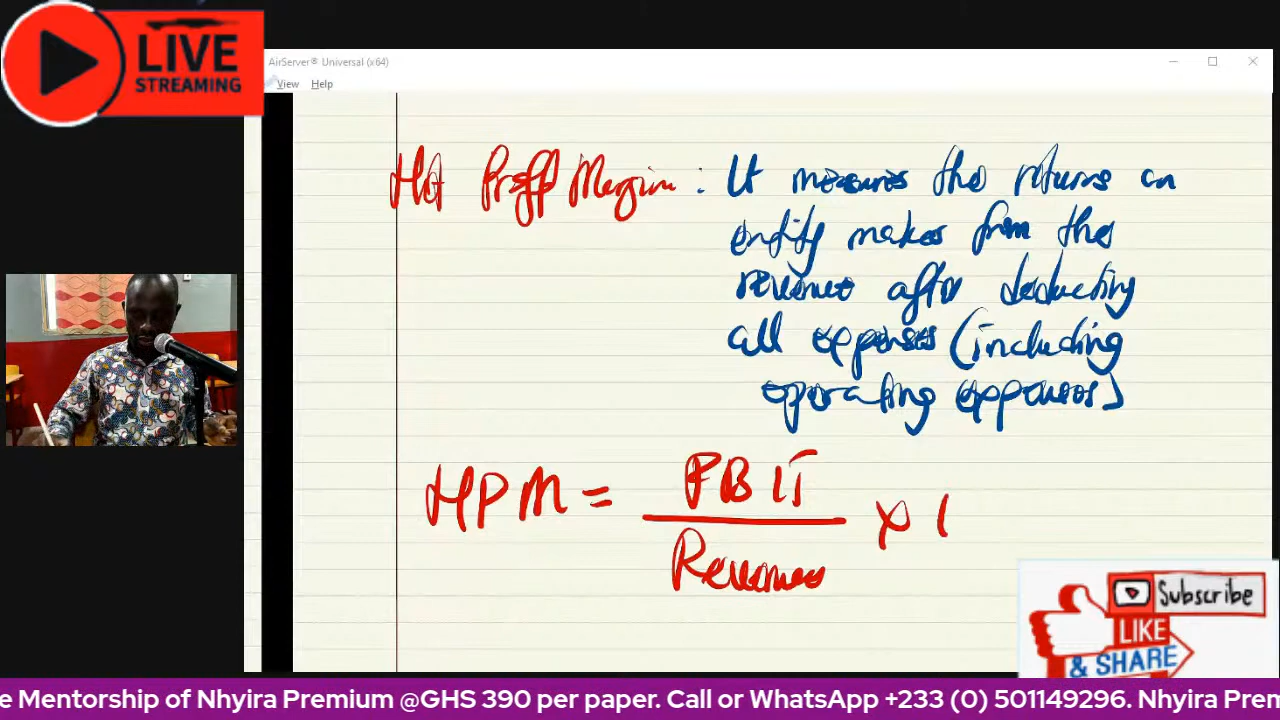 LIVE
STREAMING
AirServer® Universal (x64)
View Help
Net Profit Margin : It measures the returns an
entity makes from the
revenue after deducting
all expenses (including
operating expenses)
NPM = PBIT
Revenue
x 1
Subscribe
LIKE
& SHARE
e Mentorship of Nhyira Premium @GHS 390 per paper. Call or WhatsApp +233 (0) 501149296. Nhyira Prem